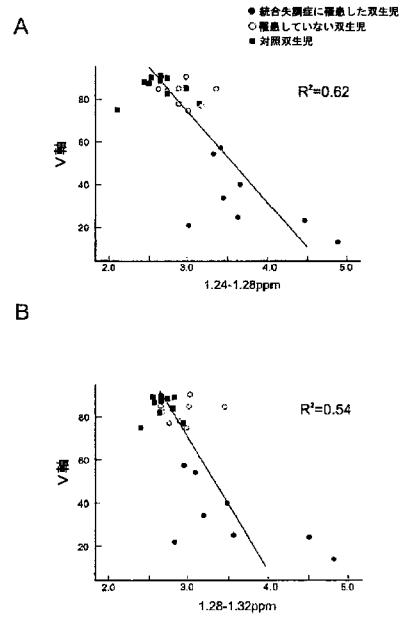 ● 統合失調症に罹患した双生児
○ 罹患していない双生児
■ 対照双生児
A
R²=0.62
V 軸
80
60
40
20
2.0 3.0 4.0 5.0
1.24-1.28ppm
B
R²=0.54
V 軸
80
60
40
20
2.0 3.0 4.0 5.0
1.28-1.32ppm